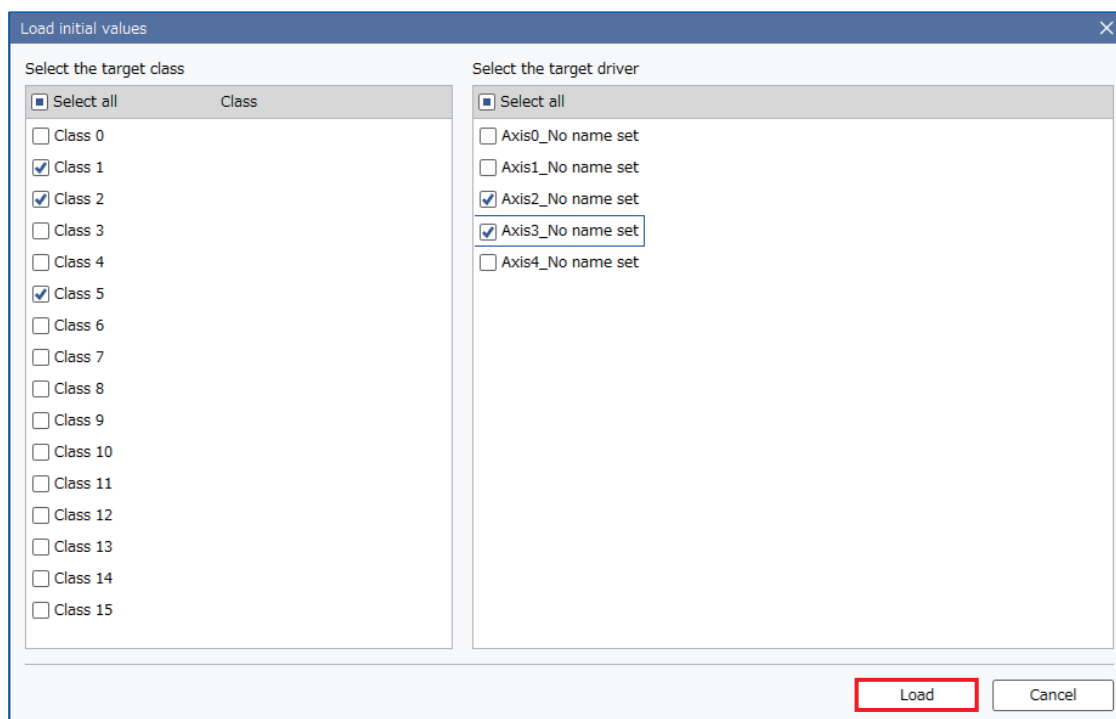 Load initial values
Select the target class
Select all Class
Class 0
Class 1
Class 2
Class 3
Class 4
Class 5
Class 6
Class 7
Class 8
Class 9
Class 10
Class 11
Class 12
Class 13
Class 14
Class 15
Select the target driver
Select all
Axis0_No name set
Axis1_No name set
Axis2_No name set
Axis3_No name set
Axis4_No name set
Load Cancel